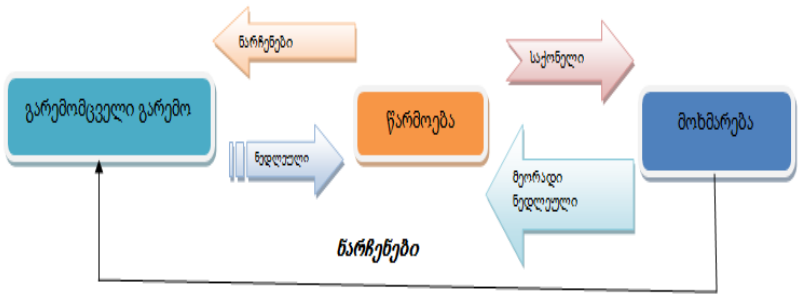 ნარჩენები
საქონელი
გარემომცველი გარემო
წარმოება
მოხმარება
ნედლეული
მეორადი
ნედლეული
ნარჩენები